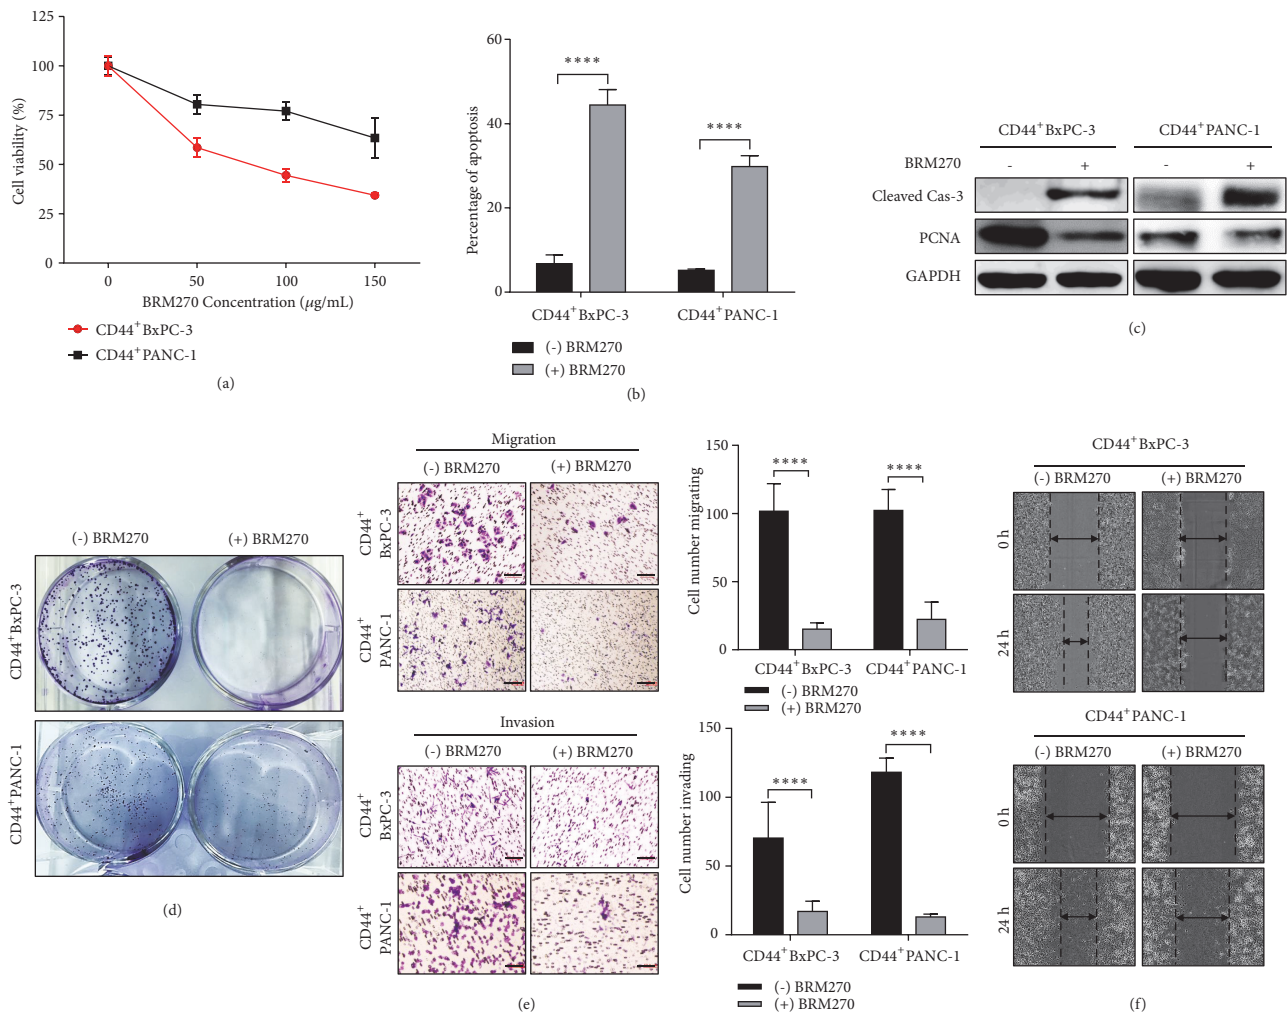 125
100
75
50
25
0
Cell viability (%)
0 50 100 150
BRM270 Concentration (μg/mL)
CD44⁺BxPC-3
CD44⁺PANC-1
(a)
60
40
20
0
Percentage of apoptosis
****
****
CD44⁺BxPC-3 CD44⁺PANC-1
(-) BRM270
(+) BRM270
(b)
CD44⁺BxPC-3 CD44⁺PANC-1
BRM270 - + - +
Cleaved Cas-3
PCNA
GAPDH
(c)
(-) BRM270 (+) BRM270
CD44⁺BxPC-3
CD44⁺PANC-1
(d)
Migration
(-) BRM270 (+) BRM270
CD44⁺
BxPC-3
CD44⁺
PANC-1
Invasion
(-) BRM270 (+) BRM270
CD44⁺
BxPC-3
CD44⁺
PANC-1
150
100
50
0
Cell number migrating
****
****
CD44⁺BxPC-3 CD44⁺PANC-1
(-) BRM270
(+) BRM270
150
100
50
0
Cell number invading
****
****
CD44⁺BxPC-3 CD44⁺PANC-1
(-) BRM270
(+) BRM270
(e)
CD44⁺BxPC-3
(-) BRM270 (+) BRM270
0 h
24 h
CD44⁺PANC-1
(-) BRM270 (+) BRM270
0 h
24 h
(f)